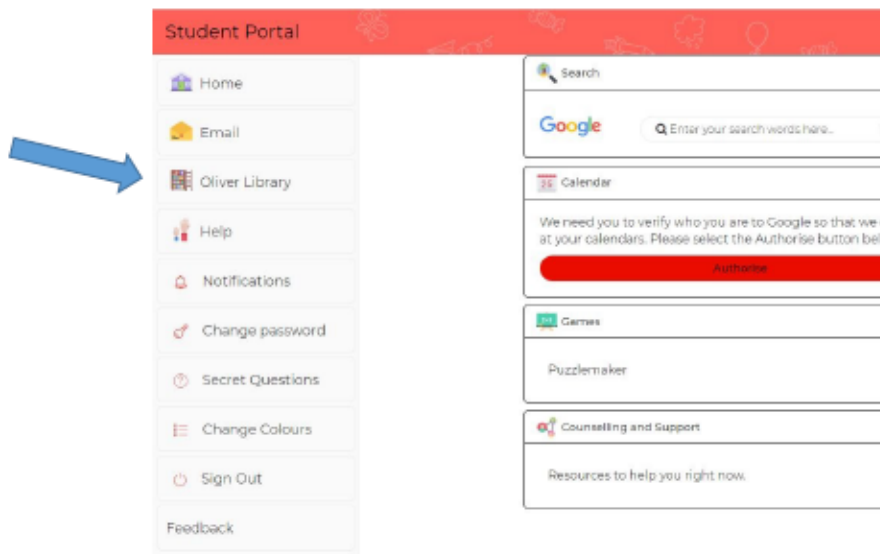 Student Portal
Home
Email
Oliver Library
Help
Notifications
Change password
Secret Questions
Change Colours
Sign Out
Feedback
Search
Google
Enter your search words here...
26 Calendar
We need you to verify who you are to Google so that we
at your calendars. Please select the Authorise button bel
Authorise
Games
Puzzlemaker
Counselling and Support
Resources to help you right now.